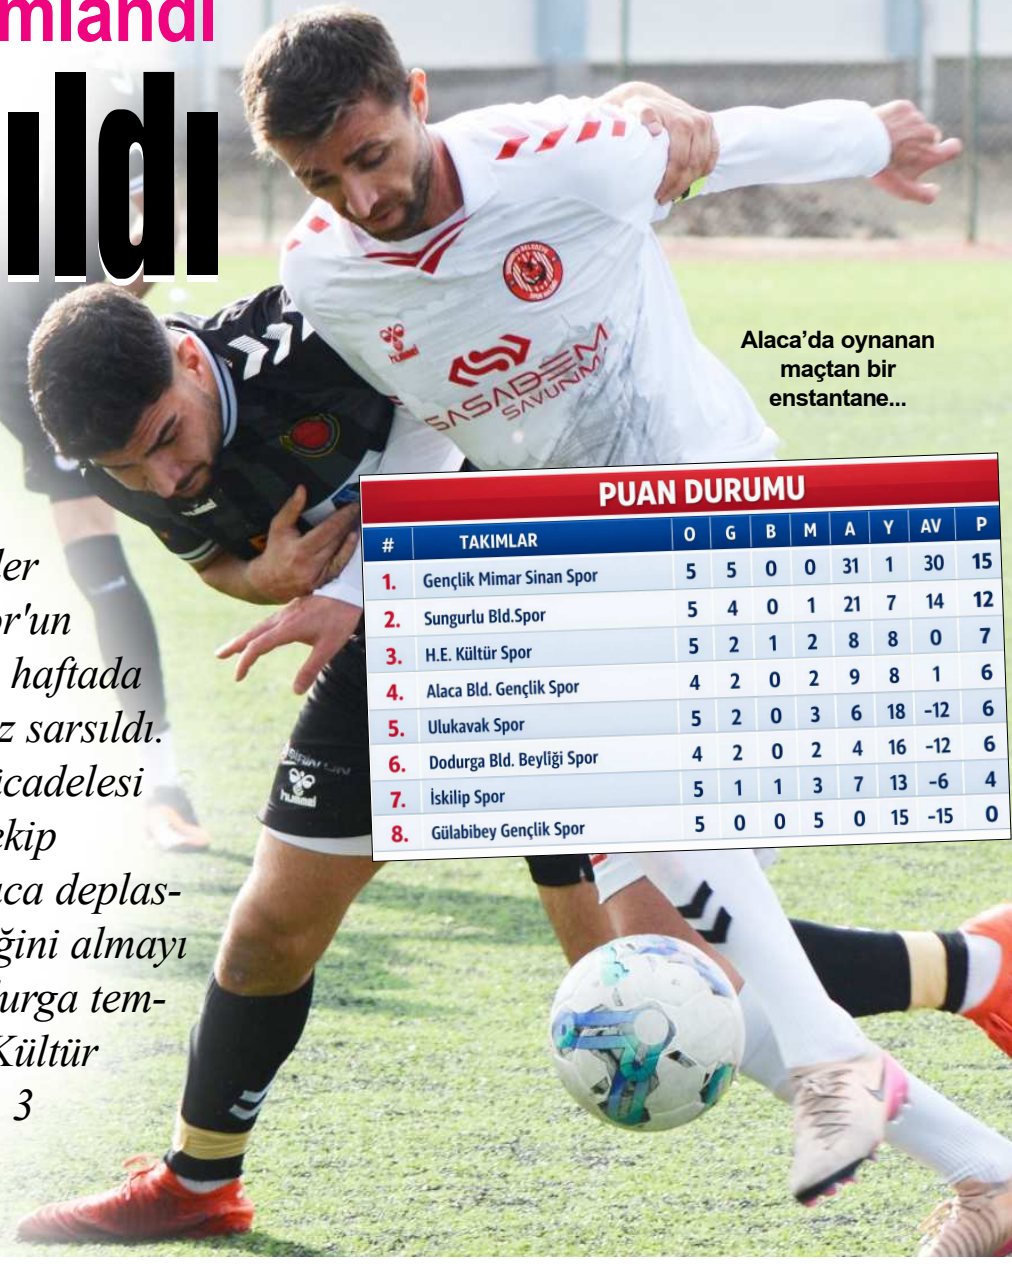 mlandı
ıldı
Alaca’da oynanan
maçtan bir
enstantane...
SASADEM
SAVUNMA
hummel
PUAN DURUMU
# TAKIMLAR O G B M A Y AV P
1. Gençlik Mimar Sinan Spor 5 5 0 0 31 1 30 15
2. Sungurlu Bld.Spor 5 4 0 1 21 7 14 12
3. H.E. Kültür Spor 5 2 1 2 8 8 0 7
4. Alaca Bld. Gençlik Spor 4 2 0 2 9 8 1 6
5. Ulukavak Spor 5 2 0 3 6 18 -12 6
6. Dodurga Bld. Beyliği Spor 4 2 0 2 4 16 -12 6
7. İskilip Spor 5 1 1 3 7 13 -6 4
8. Gülabibey Gençlik Spor 5 0 0 5 0 15 -15 0
ler
or'un
haftada
z sarsıldı.
icadelesi
ekip
aca deplas-
ğini almayı
durga tem-
Kültür
3
hummel